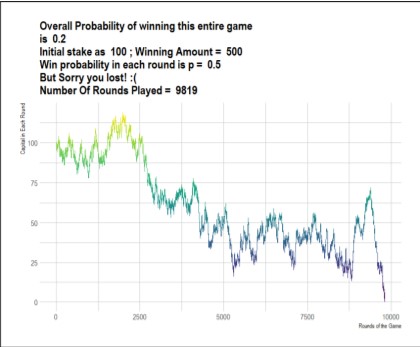 Overall Probability of winning this entire game
is 0.2
Initial stake as 100 ; Winning Amount = 500
Win probability in each round is p = 0.5
But Sorry you lost! :(
Number Of Rounds Played = 9819
Capital in Each Round
100
75
50
25
0
0
2500
5000
7500
10000
Rounds of the Game